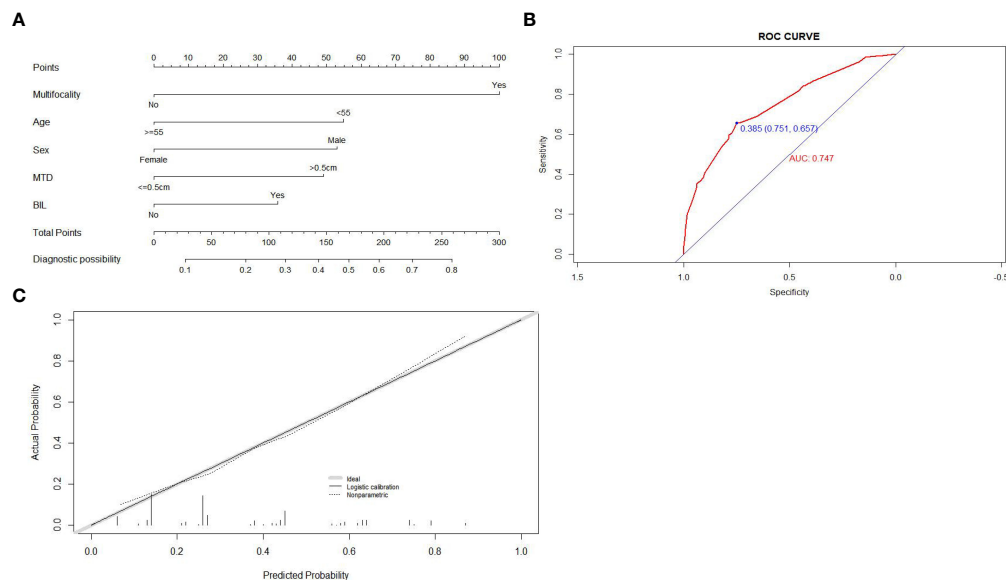 A
Points
0 10 20 30 40 50 60 70 80 90 100
Multifocality
Yes
No
Age
<55
>=55
Sex
Male
Female
MTD
>0.5cm
<=0.5cm
BIL
Yes
No
Total Points
0 50 100 150 200 250 300
Diagnostic possibility
0.1 0.2 0.3 0.4 0.5 0.6 0.7 0.8
B
ROC CURVE
Sensitivity
1.0
0.8
0.6
0.4
0.2
0.0
0.385 (0.751, 0.657)
AUC: 0.747
1.5 1.0 0.5 0.0 -0.5
Specificity
C
Actual Probability
1.0
0.8
0.6
0.4
0.2
0.0
Ideal
Logistic calibration
Nonparametric
0.0 0.2 0.4 0.6 0.8 1.0
Predicted Probability